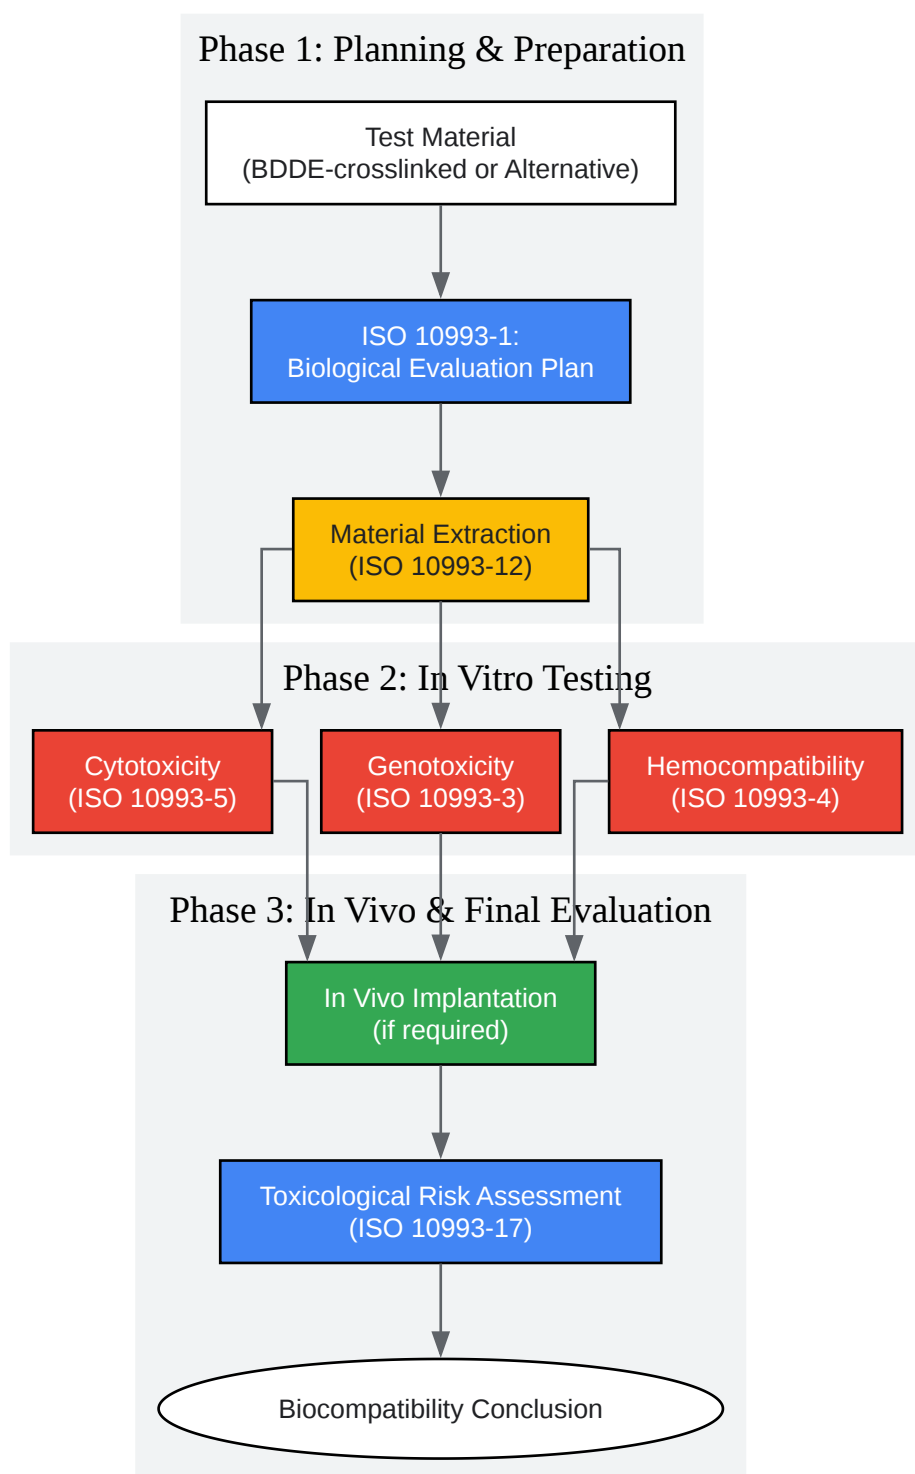 Phase 1: Planning & Preparation
Test Material
(BDDE-crosslinked or Alternative)
ISO 10993-1:
Biological Evaluation Plan
Material Extraction
(ISO 10993-12)
Phase 2: In Vitro Testing
Cytotoxicity
(ISO 10993-5)
Genotoxicity
(ISO 10993-3)
Hemocompatibility
(ISO 10993-4)
Phase 3: In Vivo & Final Evaluation
In Vivo Implantation
(if required)
Toxicological Risk Assessment
(ISO 10993-17)
Biocompatibility Conclusion